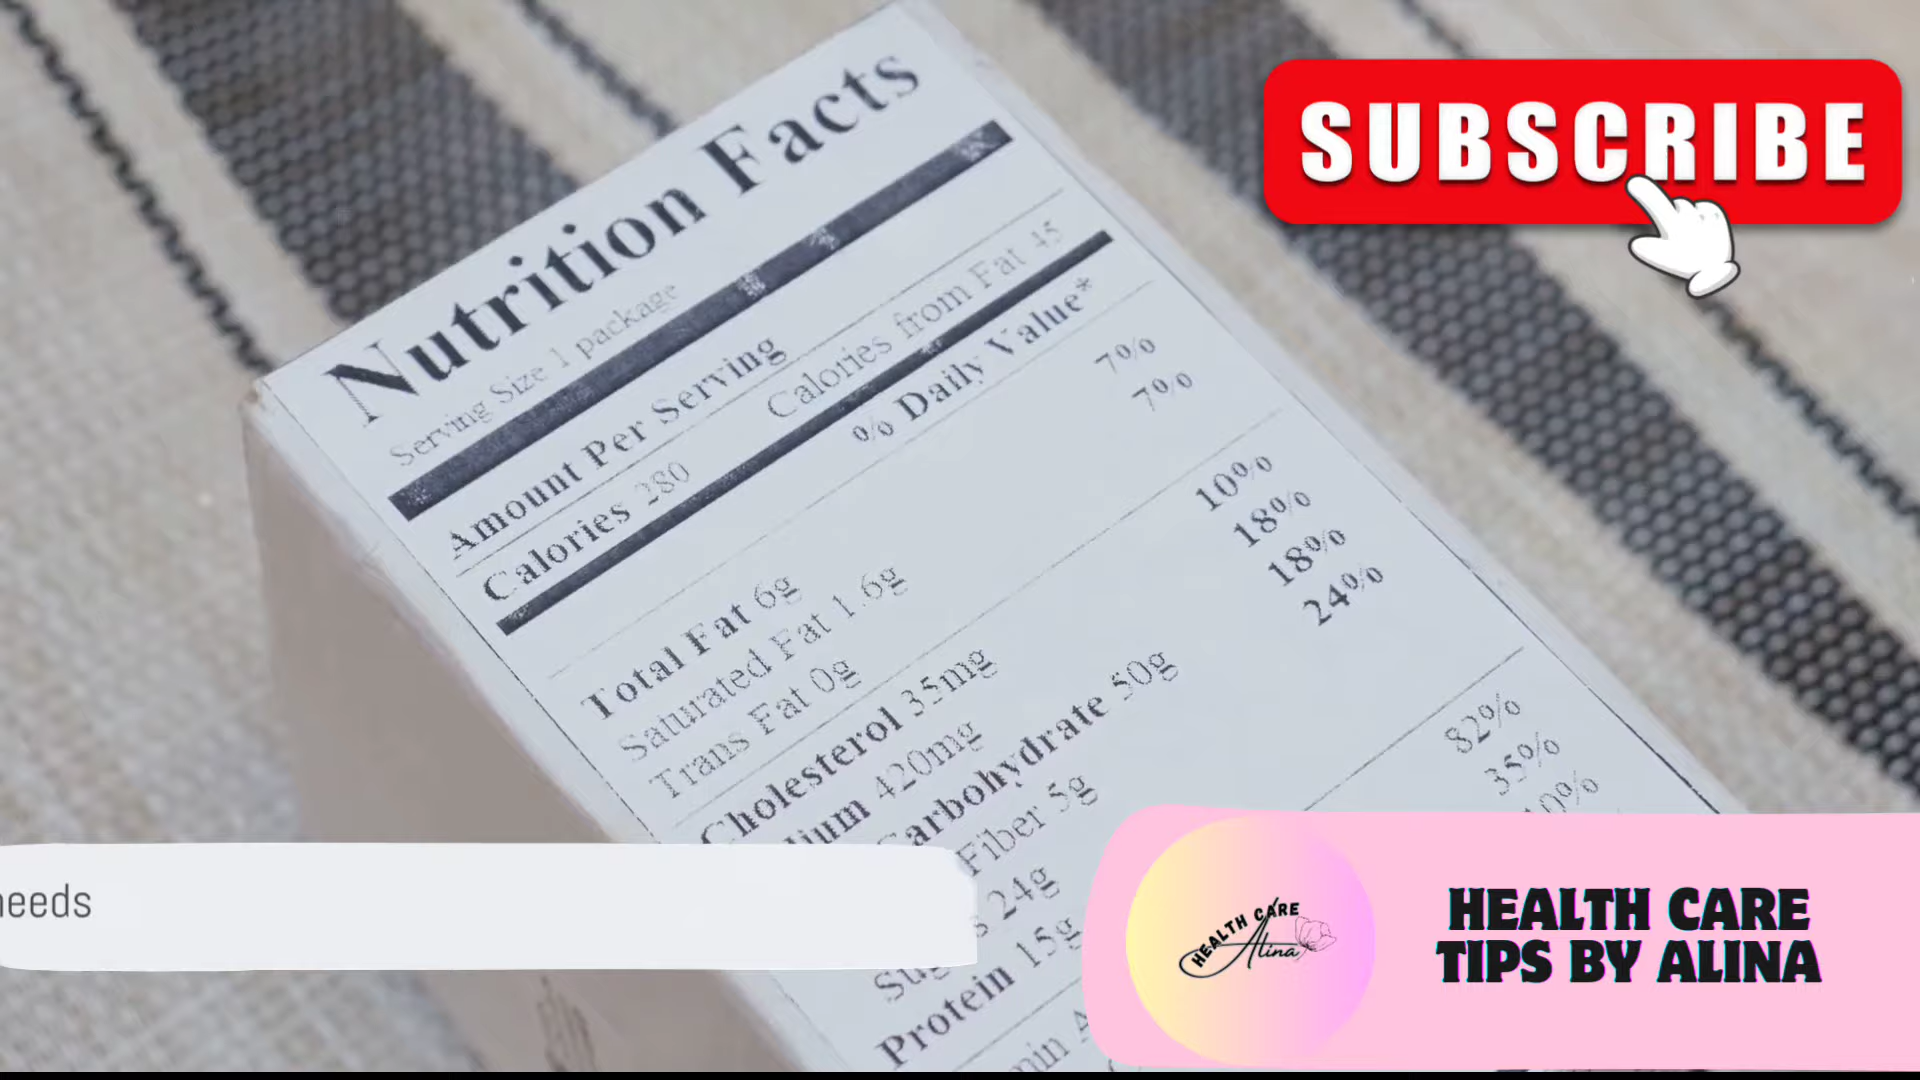 Nutrition Facts
Serving Size 1 package
Amount Per Serving
Calories 280 Calories from Fat 45
% Daily Value*
Total Fat 6g 7%
Saturated Fat 1.6g 7%
Trans Fat 0g
Cholesterol 35mg 10%
420mg 18%
50g 18%
Fiber 5g 24%
24g
Protein 15g
82%
35%
SUBSCRIBE
needs
HEALTH CARE
Alina
HEALTH CARE
TIPS BY ALINA